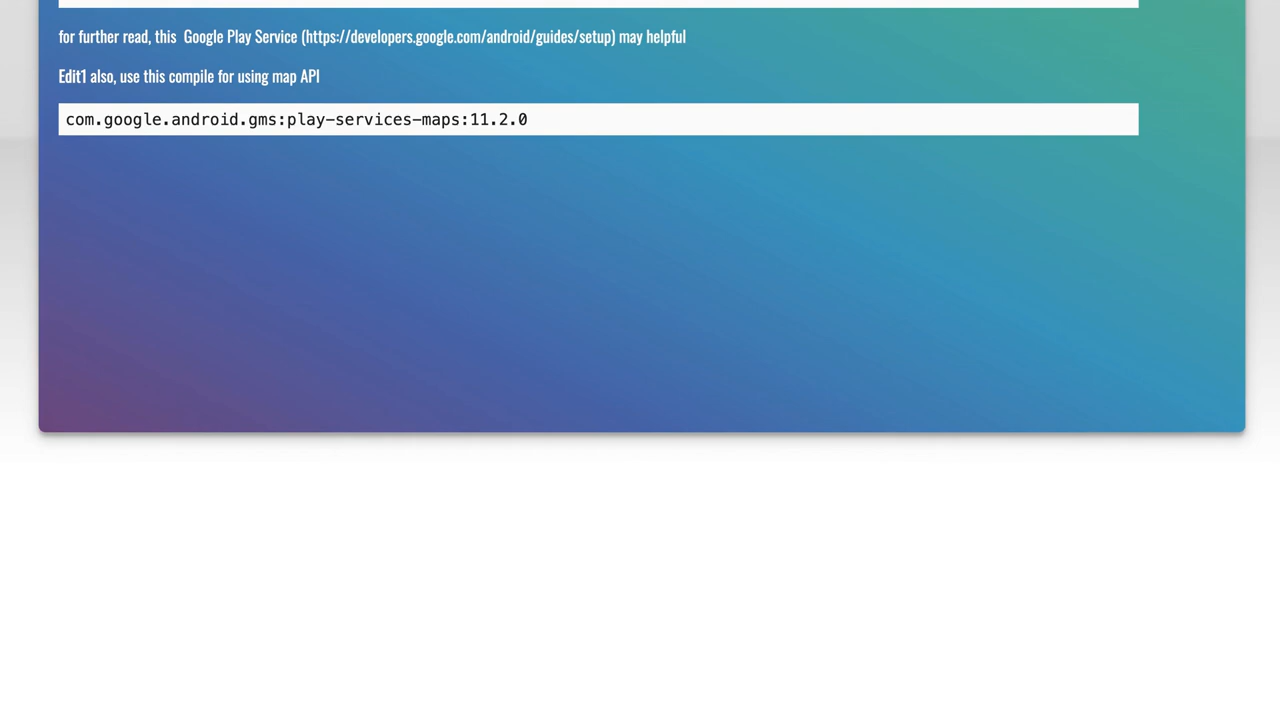 for further read, this  Google Play Service (https://developers.google.com/android/guides/setup) may helpful
Edit1 also, use this compile for using map API
com.google.android.gms:play-services-maps:11.2.0